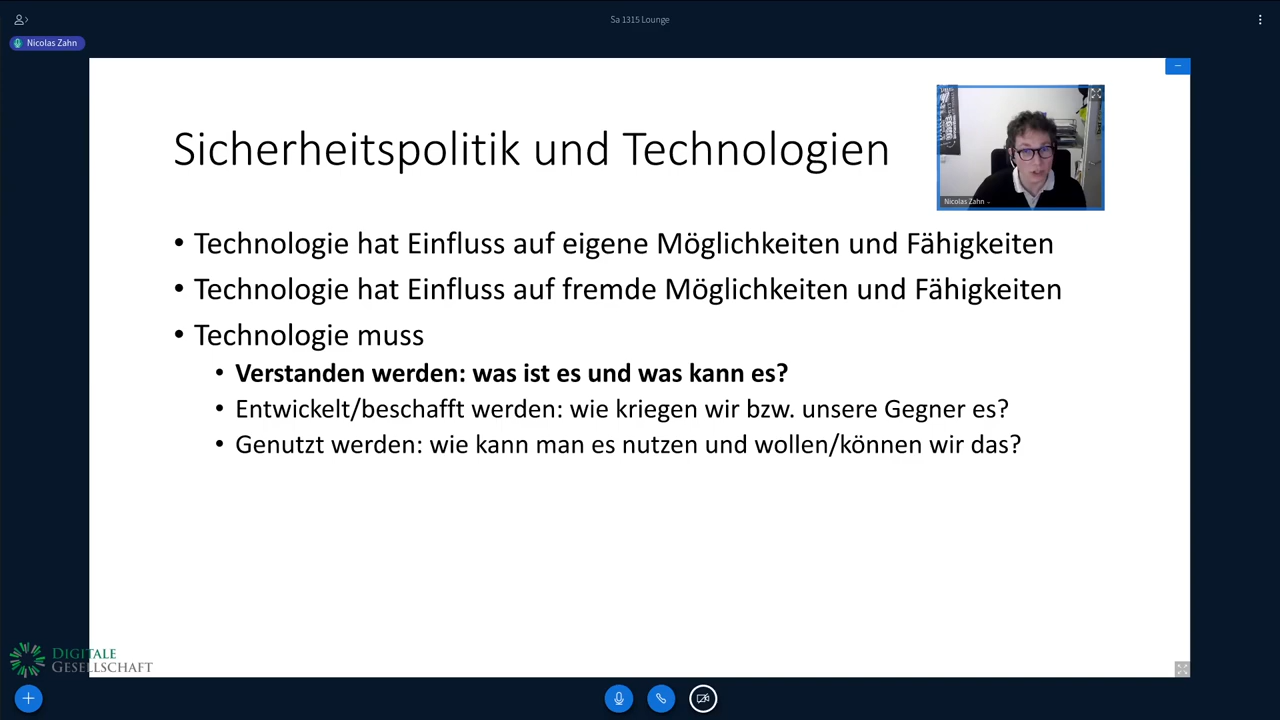 Sa 1315 Lounge
Nicolas Zahn
Sicherheitspolitik und Technologien
Nicolas Zahn
• Technologie hat Einfluss auf eigene Möglichkeiten und Fähigkeiten
• Technologie hat Einfluss auf fremde Möglichkeiten und Fähigkeiten
• Technologie muss
• Verstanden werden: was ist es und was kann es?
• Entwickelt/beschafft werden: wie kriegen wir bzw. unsere Gegner es?
• Genutzt werden: wie kann man es nutzen und wollen/können wir das?
DIGITALE
GESELLSCHAFT